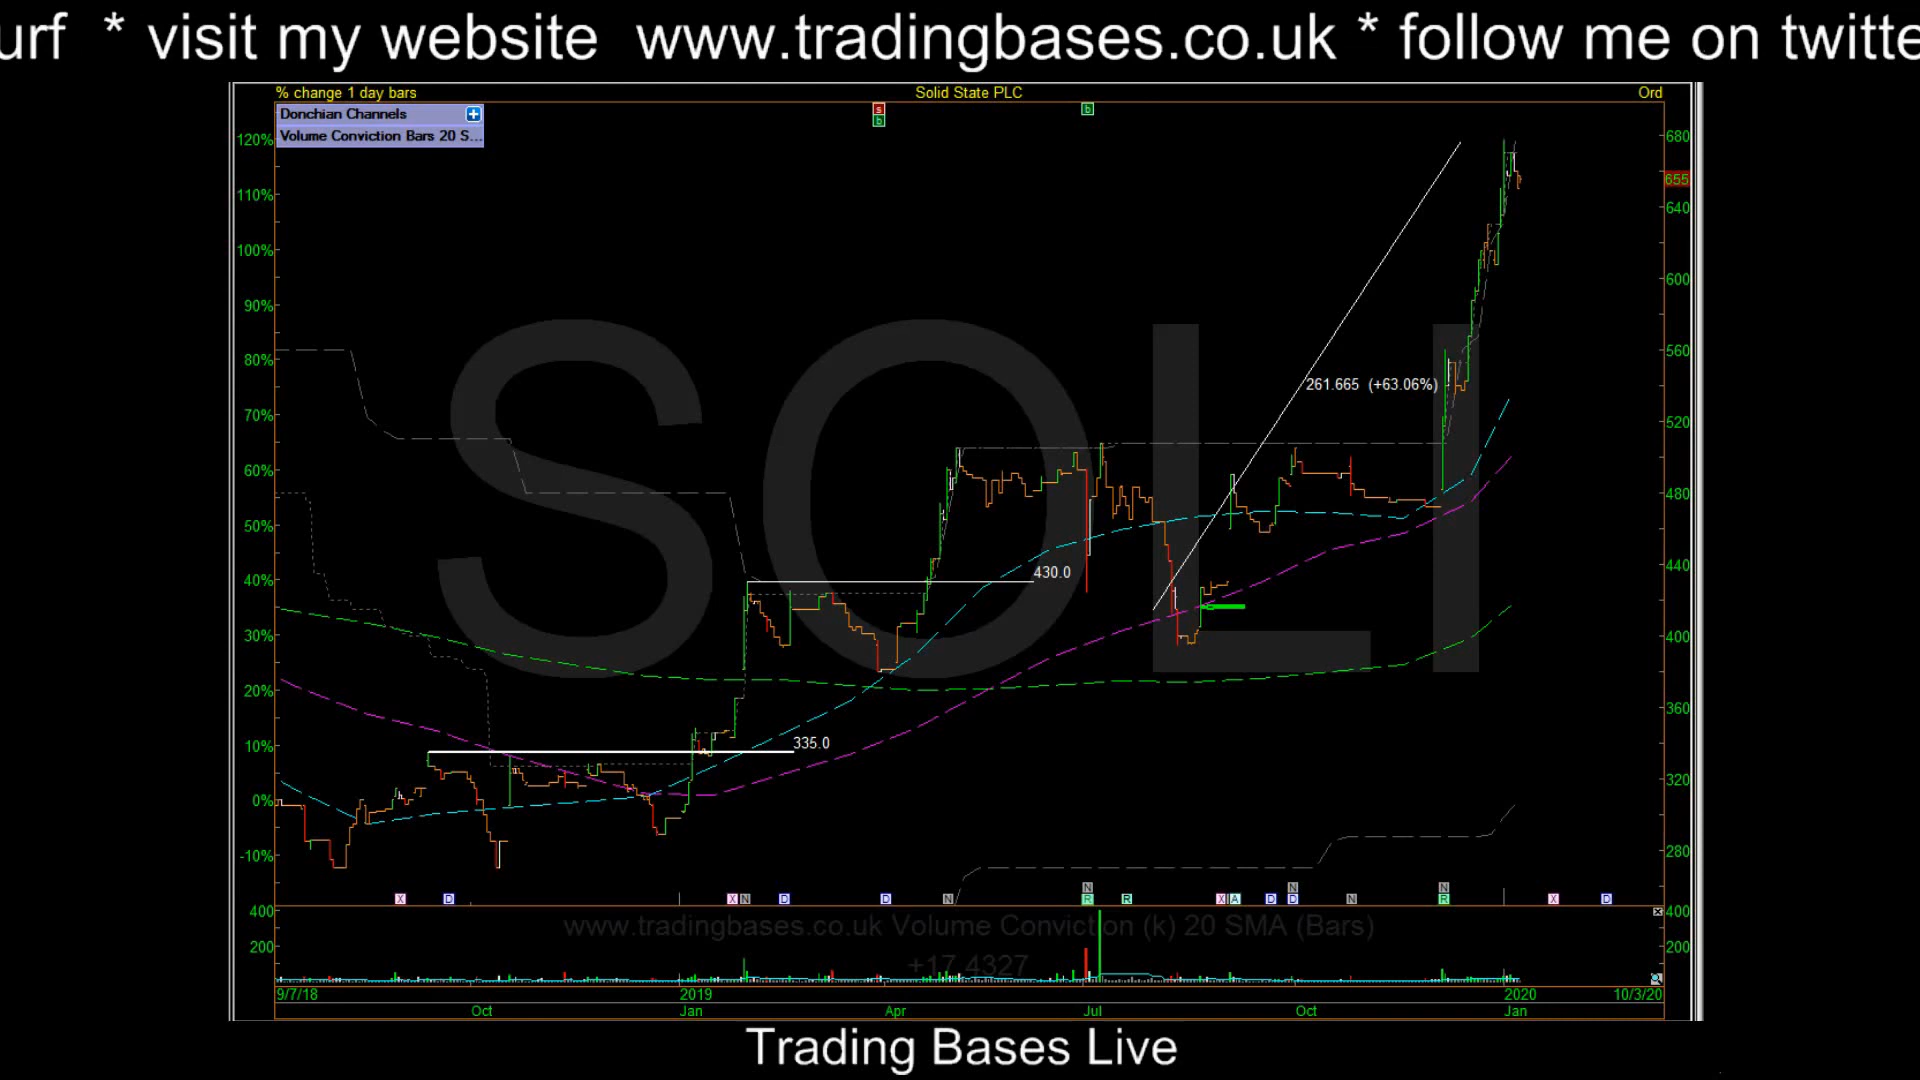 urf * visit my website www.tradingbases.co.uk * follow me on twitte
% change 1 day bars Solid State PLC Ord
Donchian Channels
Volume Conviction Bars 20 S...
s
b b
120% 680
110% 655
640
100%
600
90%
80% 560
261.665 (+63.06%)
70% 520
60%
480
50%
440
40% 430.0
30% 400
20% 360
10% 335.0
320
0%
-10% 280
N N N
X D X N D D N R R X A D D N R X D
400 www.tradingbases.co.uk Volume Conviction (k) 20 SMA (Bars) 400
200 +17.4327 200
9/7/18 2019 2020 10/3/20
Oct Jan Apr Jul Oct Jan
SOLI
Trading Bases Live